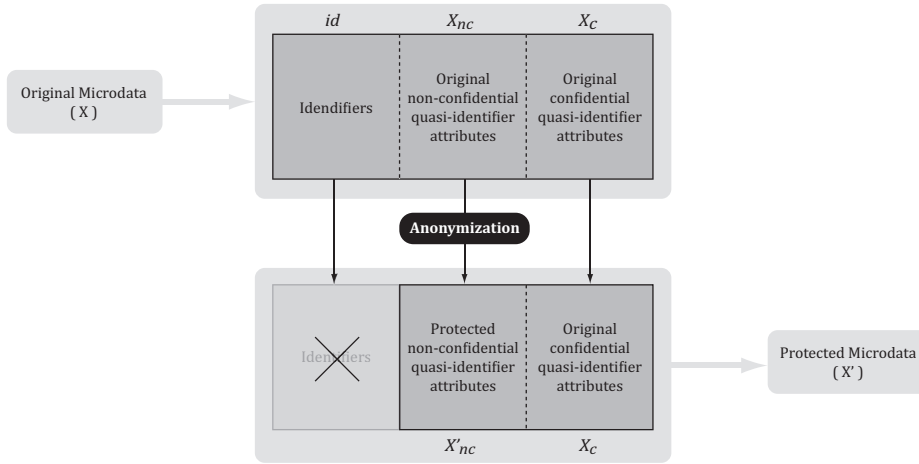 id
X_nc
X_c
Original Microdata
( X )
Idendifiers
Original
non-confidential
quasi-identifier
attributes
Original
confidential
quasi-identifier
attributes
Anonymization
Identifiers
Protected
non-confidential
quasi-identifier
attributes
Original
confidential
quasi-identifier
attributes
Protected Microdata
( X' )
X'_nc
X_c